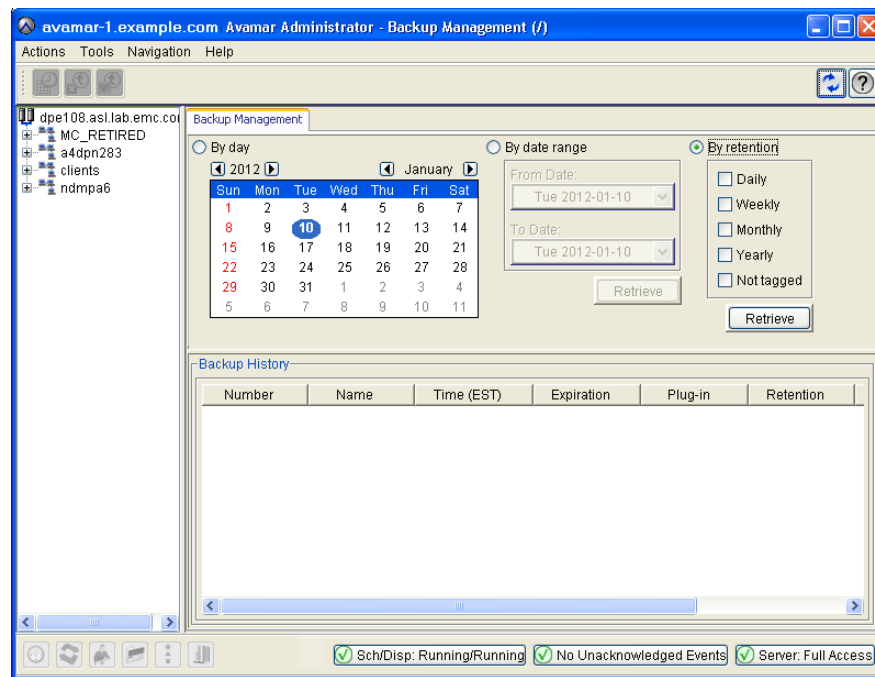 avamar-1.example.com Avamar Administrator - Backup Management (/)
Actions Tools Navigation Help
dpe108.asl.lab.emc.co
MC_RETIRED
a4dpn283
clients
ndmpa6
Backup Management
By day
2012 January
Sun Mon Tue Wed Thu Fri Sat
1 2 3 4 5 6 7
8 9 10 11 12 13 14
15 16 17 18 19 20 21
22 23 24 25 26 27 28
29 30 31 1 2 3 4
5 6 7 8 9 10 11
By date range
From Date:
Tue 2012-01-10
To Date:
Tue 2012-01-10
Retrieve
By retention
Daily
Weekly
Monthly
Yearly
Not tagged
Retrieve
Backup History
Number Name Time (EST) Expiration Plug-in Retention
Sch/Disp: Running/Running No Unacknowledged Events Server: Full Access